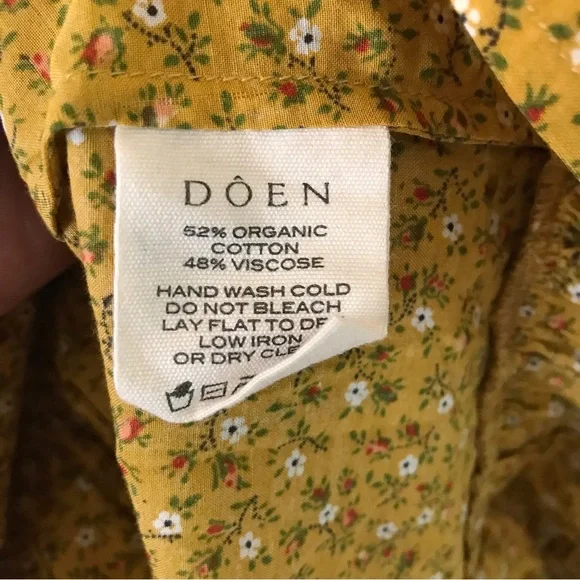 DÔEN
52% ORGANIC
COTTON
48% VISCOSE
HAND WASH COLD
DO NOT BLEACH
LAY FLAT TO
LOW IRON
OR DRY